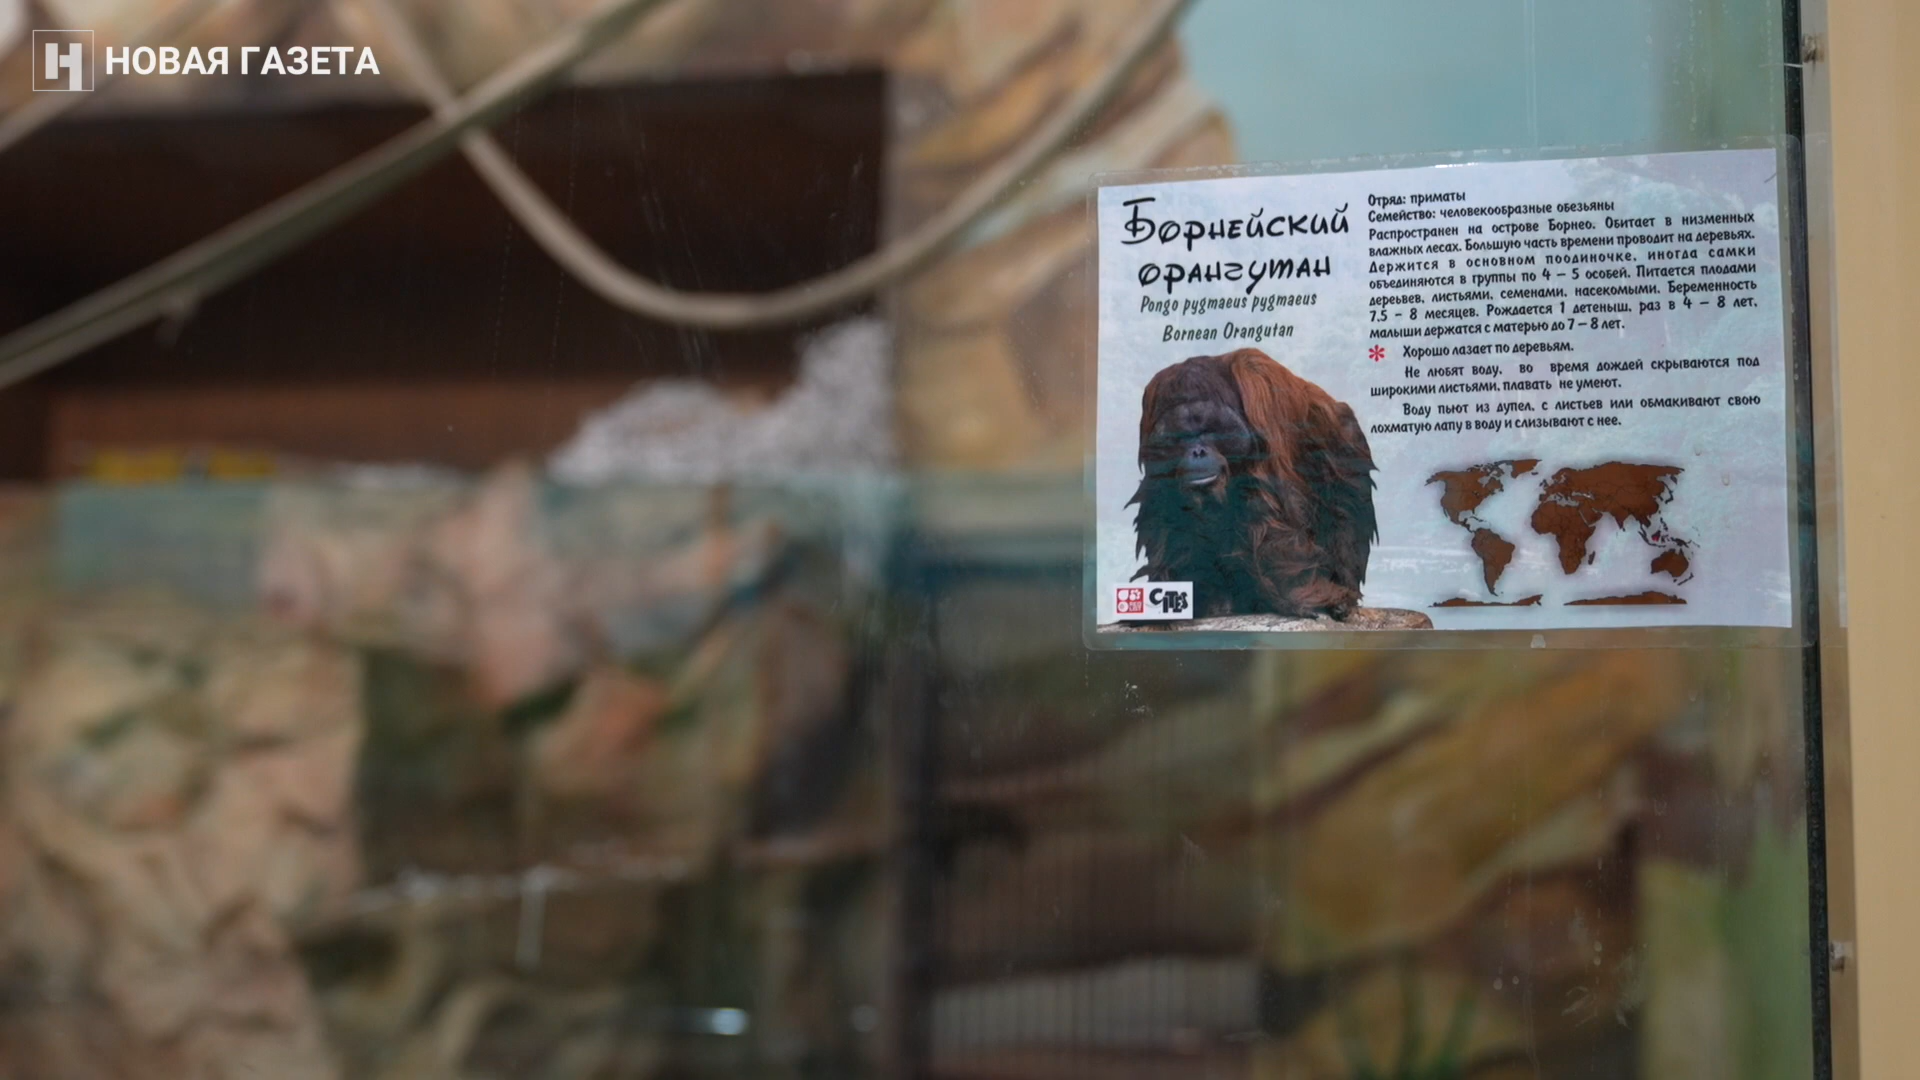 НОВАЯ ГАЗЕТА
Борнейский
орангутан
Pongo pygmaeus pygmaeus
Bornean Orangutan
Отряд: приматы
Семейство: человекообразные обезьяны
Распространен на острове Борнео. Обитает в низменных
влажных лесах. Большую часть времени проводит на деревьях.
Держится в основном поодиночке, иногда самки
объединяются в группы по 4 – 5 особей. Питается плодами
деревьев, листьями, семенами, насекомыми. Беременность
7.5 – 8 месяцев. Рождается 1 детеныш, раз в 4 – 8 лет,
малыши держатся с матерью до 7 – 8 лет.
* Хорошо лазает по деревьям.
Не любят воду, во время дождей скрываются под
широкими листьями, плавать не умеют.
Воду пьют из дупел, с листьев или обмакивают свою
лохматую лапу в воду и слизывают с нее.
CITES